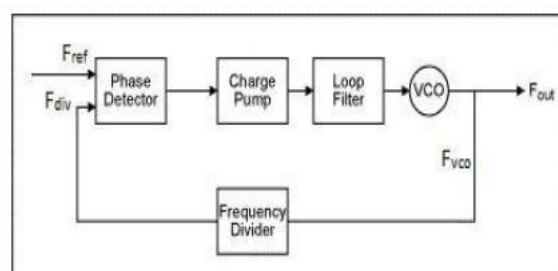 Fref
Fdiv
Phase
Detector
Charge
Pump
Loop
Filter
VCO
Fout
Fvco
Frequency
Divider